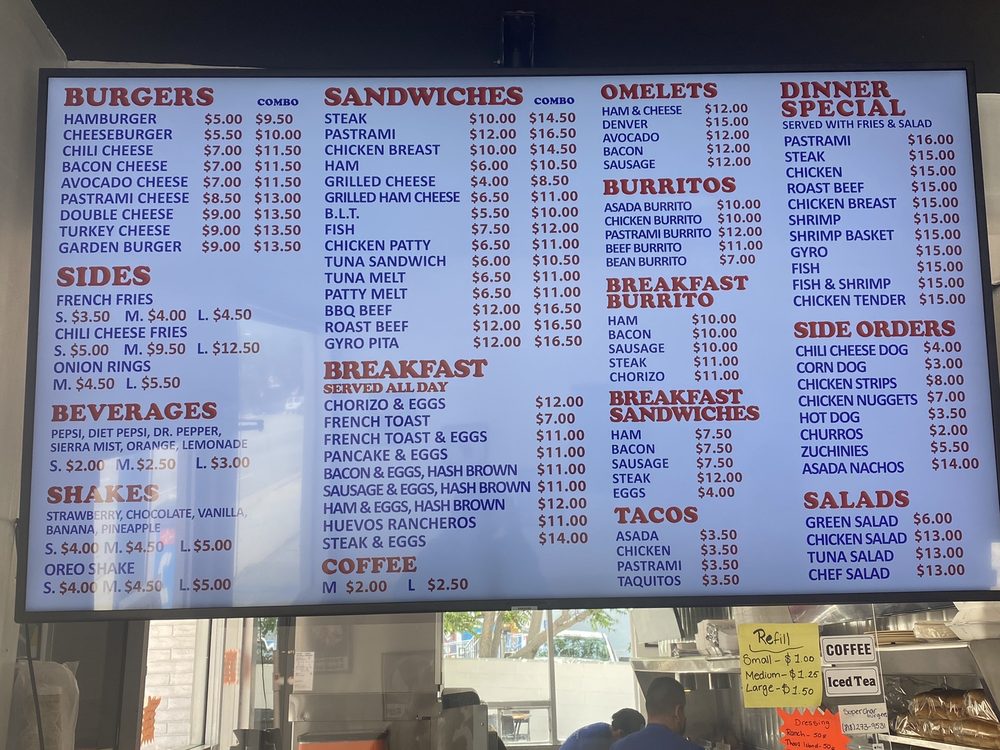 BURGERS COMBO
HAMBURGER $5.00 $9.50
CHEESEBURGER $5.50 $10.00
CHILI CHEESE $7.00 $11.50
BACON CHEESE $7.00 $11.50
AVOCADO CHEESE $7.00 $11.50
PASTRAMI CHEESE $8.50 $13.00
DOUBLE CHEESE $9.00 $13.50
TURKEY CHEESE $9.00 $13.50
GARDEN BURGER $9.00 $13.50
SIDES
FRENCH FRIES
S. $3.50 M. $4.00 L. $4.50
CHILI CHEESE FRIES
S. $5.00 M. $9.50 L. $12.50
ONION RINGS
M. $4.50 L. $5.50
BEVERAGES
PEPSI, DIET PEPSI, DR. PEPPER,
SIERRA MIST, ORANGE, LEMONADE
S. $2.00 M. $2.50 L. $3.00
SHAKES
STRAWBERRY, CHOCOLATE, VANILLA,
BANANA, PINEAPPLE
S. $4.00 M. $4.50 L. $5.00
OREO SHAKE
S. $4.00 M. $4.50 L. $5.00
SANDWICHES COMBO
STEAK $10.00 $14.50
PASTRAMI $12.00 $16.50
CHICKEN BREAST $10.00 $14.50
HAM $6.00 $10.50
GRILLED CHEESE $4.00 $8.50
GRILLED HAM CHEESE $6.50 $11.00
B.L.T. $5.50 $10.00
FISH $7.50 $12.00
CHICKEN PATTY $6.50 $11.00
TUNA SANDWICH $6.00 $10.50
TUNA MELT $6.50 $11.00
PATTY MELT $6.50 $11.00
BBQ BEEF $12.00 $16.50
ROAST BEEF $12.00 $16.50
GYRO PITA $12.00 $16.50
BREAKFAST
SERVED ALL DAY
CHORIZO & EGGS $12.00
FRENCH TOAST $7.00
FRENCH TOAST & EGGS $11.00
PANCAKE & EGGS $11.00
BACON & EGGS, HASH BROWN $11.00
SAUSAGE & EGGS, HASH BROWN $11.00
HAM & EGGS, HASH BROWN $12.00
HUEVOS RANCHEROS $11.00
STEAK & EGGS $14.00
COFFEE
M $2.00 L $2.50
OMELETS
HAM & CHEESE $12.00
DENVER $15.00
AVOCADO $12.00
BACON $12.00
SAUSAGE $12.00
BURRITOS
ASADA BURRITO $10.00
CHICKEN BURRITO $10.00
PASTRAMI BURRITO $12.00
BEEF BURRITO $11.00
BEAN BURRITO $7.00
BREAKFAST
BURRITO
HAM $10.00
BACON $10.00
SAUSAGE $10.00
STEAK $11.00
CHORIZO $11.00
BREAKFAST
SANDWICHES
HAM $7.50
BACON $7.50
SAUSAGE $7.50
STEAK $12.00
EGGS $4.00
TACOS
ASADA $3.50
CHICKEN $3.50
PASTRAMI $3.50
TAQUITOS $3.50
DINNER
SPECIAL
SERVED WITH FRIES & SALAD
PASTRAMI $16.00
STEAK $15.00
CHICKEN $15.00
ROAST BEEF $15.00
CHICKEN BREAST $15.00
SHRIMP $15.00
SHRIMP BASKET $15.00
GYRO $15.00
FISH $15.00
FISH & SHRIMP $15.00
CHICKEN TENDER $15.00
SIDE ORDERS
CHILI CHEESE DOG $4.00
CORN DOG $3.00
CHICKEN STRIPS $8.00
CHICKEN NUGGETS $7.00
HOT DOG $3.50
CHURROS $2.00
ZUCHINIES $5.50
ASADA NACHOS $14.00
SALADS
GREEN SALAD $6.00
CHICKEN SALAD $13.00
TUNA SALAD $13.00
CHEF SALAD $13.00
Refill
Small - $1.00
Medium - $1.25
Large - $1.50
COFFEE
Iced Tea
Dressing
Ranch - 50¢
Thous Island - 50¢
SuperChar